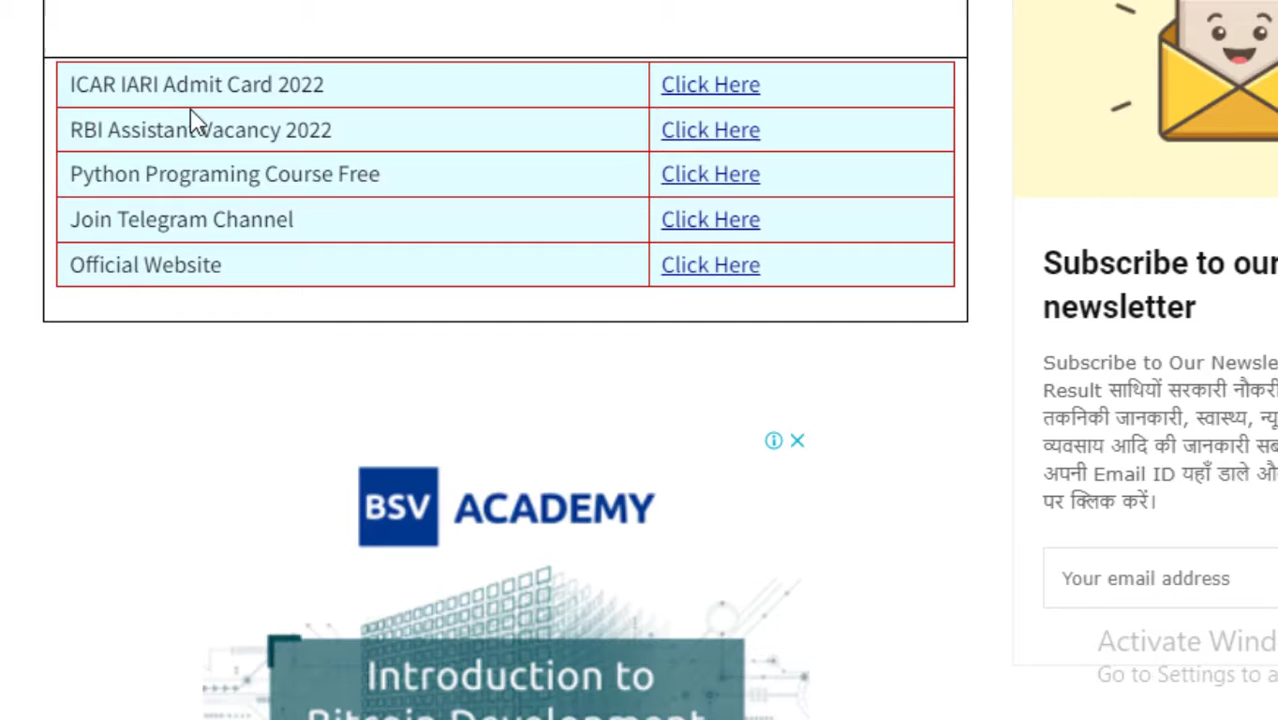 ICAR IARI Admit Card 2022 Click Here
RBI Assistant Vacancy 2022 Click Here
Python Programing Course Free Click Here
Join Telegram Channel Click Here
Official Website Click Here
BSV ACADEMY
Introduction to
Bitcoin Development
Subscribe to our
newsletter
Subscribe to Our Newsle
Result साथियों सरकारी नौकरी
तकनिकी जानकारी, स्वास्थ्य, न्यू
व्यवसाय आदि की जानकारी सब
अपनी Email ID यहाँ डाले औ
पर क्लिक करें।
Your email address
Activate Wind
Go to Settings to a